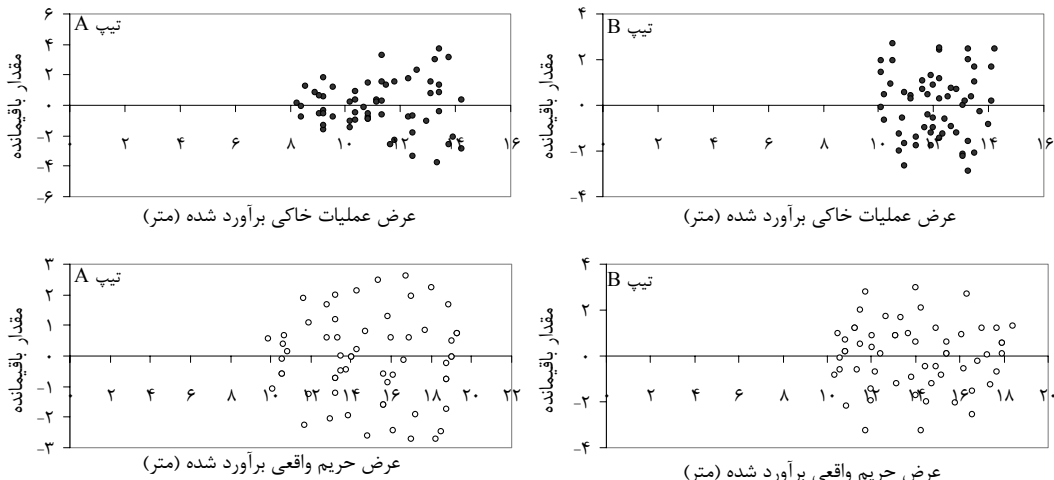 تیپ A
مقدار باقیمانده
۶
۴
۲
۰
-۲
-۴
-۶
۲ ۴ ۶ ۸ ۱۰ ۱۲ ۱۴ ۱۶
عرض عملیات خاکی برآورد شده (متر)
تیپ B
مقدار باقیمانده
۴
۲
۰
-۲
-۴
۲ ۴ ۶ ۸ ۱۰ ۱۲ ۱۴ ۱۶
عرض عملیات خاکی برآورد شده (متر)
تیپ A
مقدار باقیمانده
۳
۲
۱
۰
-۱
-۲
-۳
۲ ۴ ۶ ۸ ۱۰ ۱۲ ۱۴ ۱۶ ۱۸ ۲۰ ۲۲
عرض حریم واقعی برآورد شده (متر)
تیپ B
مقدار باقیمانده
۴
۲
۰
-۲
-۴
۲ ۴ ۶ ۸ ۱۰ ۱۲ ۱۴ ۱۶ ۱۸ ۲۰
عرض حریم واقعی برآورد شده (متر)